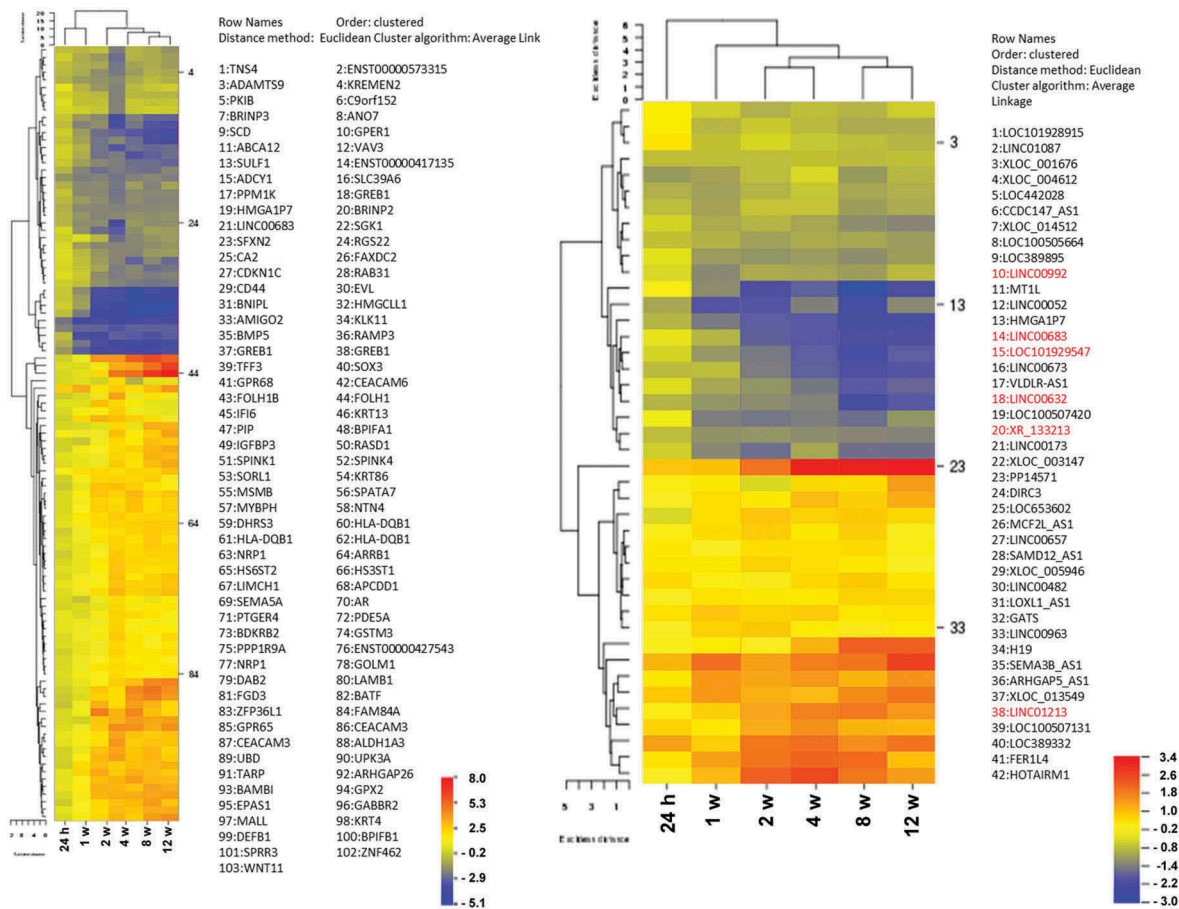 Row Names Order: clustered
Distance method: Euclidean Cluster algorithm: Average Link
20
15
10
5
0
1:TNS4 2:ENST00000573315
3:ADAMTS9 4:KREMEN2
5:PKIB 6:C9orf152
7:BRINP3 8:ANO7
9:SCD 10:GPER1
11:ABCA12 12:VAV3
13:SULF1 14:ENST00000417135
15:ADCY1 16:SLC39A6
17:PPM1K 18:GREB1
19:HMGA1P7 20:BRINP2
21:LINC00683 22:SGK1
23:SFXN2 24:RGS22
25:CA2 26:FAXDC2
27:CDKN1C 28:RAB31
29:CD44 30:EVL
31:BNIPL 32:HMGCLL1
33:AMIGO2 34:KLK11
35:BMP5 36:RAMP3
37:GREB1 38:GREB1
39:TFF3 40:SOX3
41:GPR68 42:CEACAM6
43:FOLH1B 44:FOLH1
45:IFI6 46:KRT13
47:PIP 48:BPIFA1
49:IGFBP3 50:RASD1
51:SPINK1 52:SPINK4
53:SORL1 54:KRT86
55:MSMB 56:SPATA7
57:MYBPH 58:NTN4
59:DHRS3 60:HLA-DQB1
61:HLA-DQB1 62:HLA-DQB1
63:NRP1 64:ARRB1
65:HS6ST2 66:HS3ST1
67:LIMCH1 68:APCDD1
69:SEMA5A 70:AR
71:PTGER4 72:PDE5A
73:BDKRB2 74:GSTM3
75:PPP1R9A 76:ENST00000427543
77:NRP1 78:GOLM1
79:DAB2 80:LAMB1
81:FGD3 82:BATF
83:ZFP36L1 84:FAM84A
85:GPR65 86:CEACAM3
87:CEACAM3 88:ALDH1A3
89:UBD 90:UPK3A
91:TARP 92:ARHGAP26
93:BAMBI 94:GPX2
95:EPAS1 96:GABBR2
97:MALL 98:KRT4
99:DEFB1 100:BPIFB1
101:SPRR3 102:ZNF462
103:WNT11
4
24
44
64
84
24 h 1 w 2 w 4 w 8 w 12 w
8.0
5.3
2.5
- 0.2
- 2.9
- 5.1
Euclidean distance
6
5
4
3
2
1
0
3
13
23
33
5 3 1
24 h 1 w 2 w 4 w 8 w 12 w
Row Names
Order: clustered
Distance method: Euclidean
Cluster algorithm: Average
Linkage
1:LOC101928915
2:LINC01087
3:XLOC_001676
4:XLOC_004612
5:LOC442028
6:CCDC147_AS1
7:XLOC_014512
8:LOC100505664
9:LOC389895
10:LINC00992
11:MT1L
12:LINC00052
13:HMGA1P7
14:LINC00683
15:LOC101929547
16:LINC00673
17:VLDLR-AS1
18:LINC00632
19:LOC100507420
20:XR_133213
21:LINC00173
22:XLOC_003147
23:PP14571
24:DIRC3
25:LOC653602
26:MCF2L_AS1
27:LINC00657
28:SAMD12_AS1
29:XLOC_005946
30:LINC00482
31:LOXL1_AS1
32:GATS
33:LINC00963
34:H19
35:SEMA3B_AS1
36:ARHGAP5_AS1
37:XLOC_013549
38:LINC01213
39:LOC100507131
40:LOC389332
41:FER1L4
42:HOTAIRM1
3.4
2.6
1.8
1.0
- 0.2
- 0.8
- 1.4
- 2.2
- 3.0